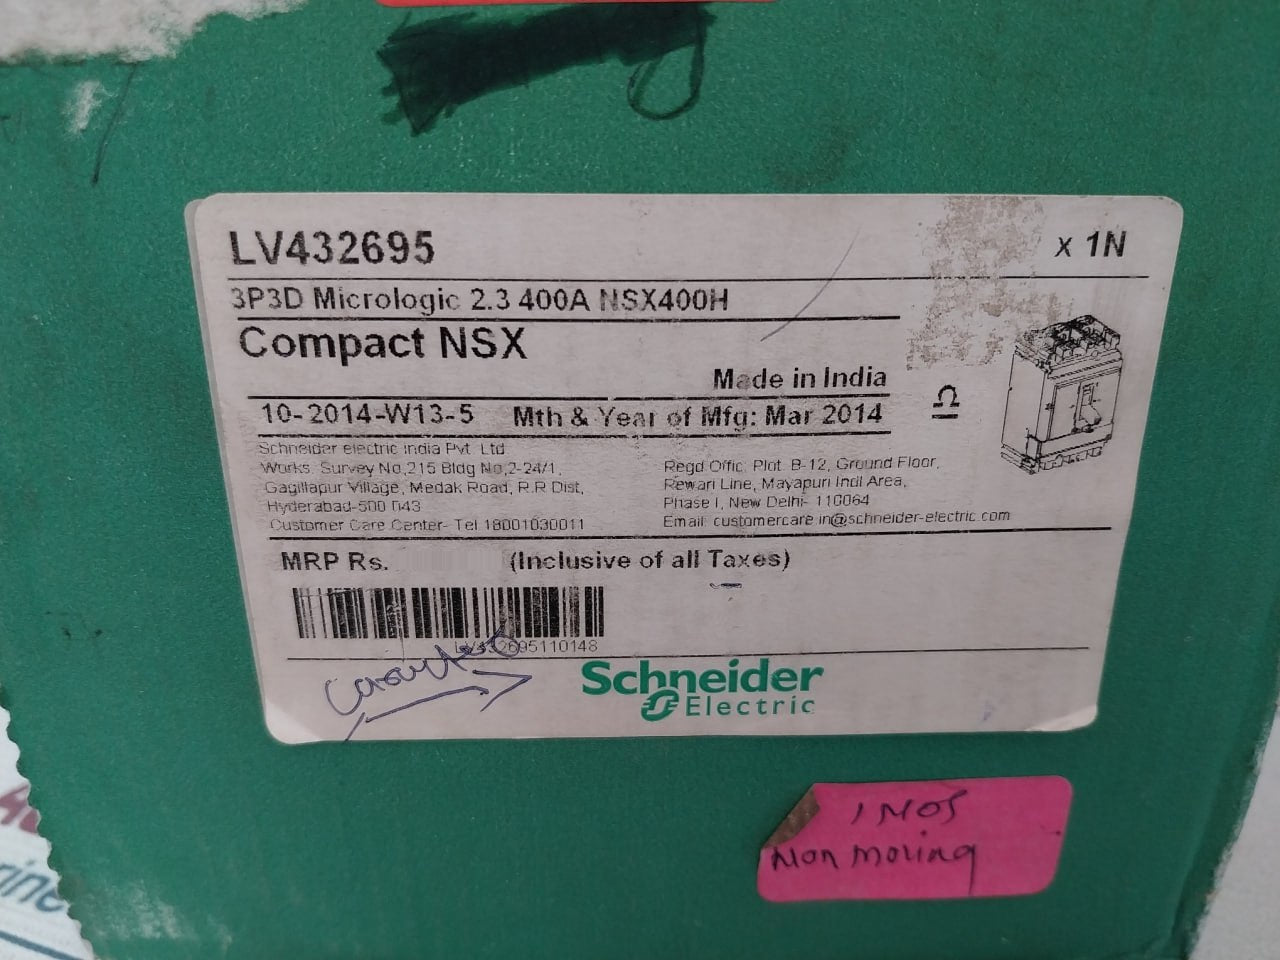 LV432695
x 1N
3P3D Micrologic 2.3 400A NSX400H
Compact NSX
Made in India
10-2014-W13-5 Mth & Year of Mfg: Mar 2014
Schneider electric india Pvt Ltd
Works: Survey No,215 Bldg No,2-24/1,
Gagillapur Village, Medak Road, R.R Dist,
Hyderabad-500 043
Customer Care Center- Tel 18001030011
Regd Offic: Plot B-12, Ground Floor,
Rewari Line, Mayapuri Indl Area,
Phase I, New Delhi- 110064
Email: customercare.in@schneider-electric.com
MRP Rs. (Inclusive of all Taxes)
LV432695110148
Schneider
Electric
1 NOS
Non moving